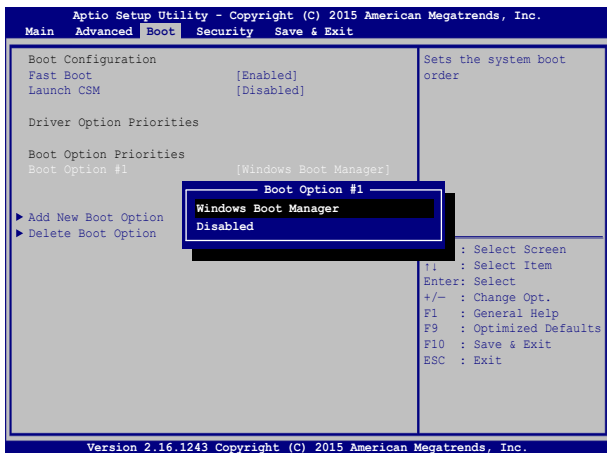 Aptio Setup Utility - Copyright (C) 2015 American Megatrends, Inc.
Main Advanced Boot Security Save & Exit
Boot Configuration
Fast Boot [Enabled]
Launch CSM [Disabled]
Driver Option Priorities
Boot Option Priorities
Boot Option #1 [Windows Boot Manager]
Boot Option #1
Windows Boot Manager
Disabled
▶ Add New Boot Option
▶ Delete Boot Option
Sets the system boot
order
: Select Screen
↑↓ : Select Item
Enter: Select
+/— : Change Opt.
F1 : General Help
F9 : Optimized Defaults
F10 : Save & Exit
ESC : Exit
Version 2.16.1243 Copyright (C) 2015 American Megatrends, Inc.